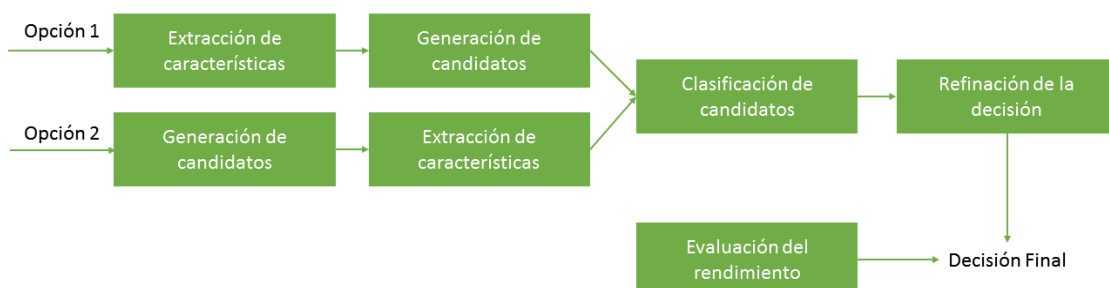 Opción 1
Extracción de
características
Generación de
candidatos
Clasificación de
candidatos
Refinación de la
decisión
Opción 2
Generación de
candidatos
Extracción de
características
Evaluación del
rendimiento
Decisión Final